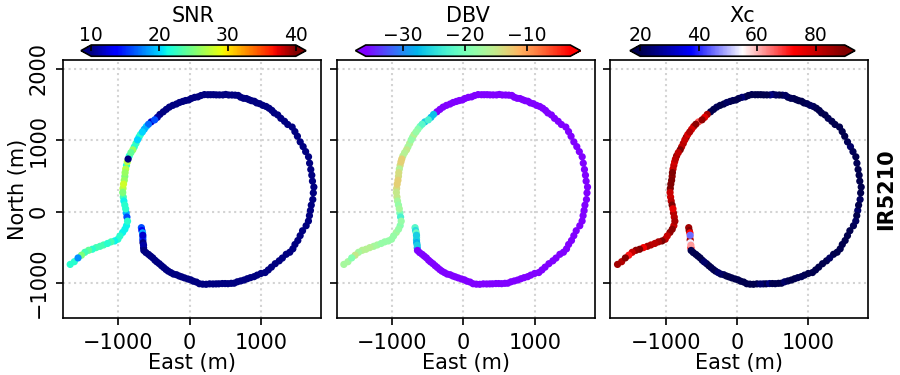 SNR DBV Xc
10 20 30 40 −30 −20 −10 20 40 60 80
2000
1000
0
−1000
North (m)
IR5210
−1000 0 1000 −1000 0 1000 −1000 0 1000
East (m) East (m) East (m)